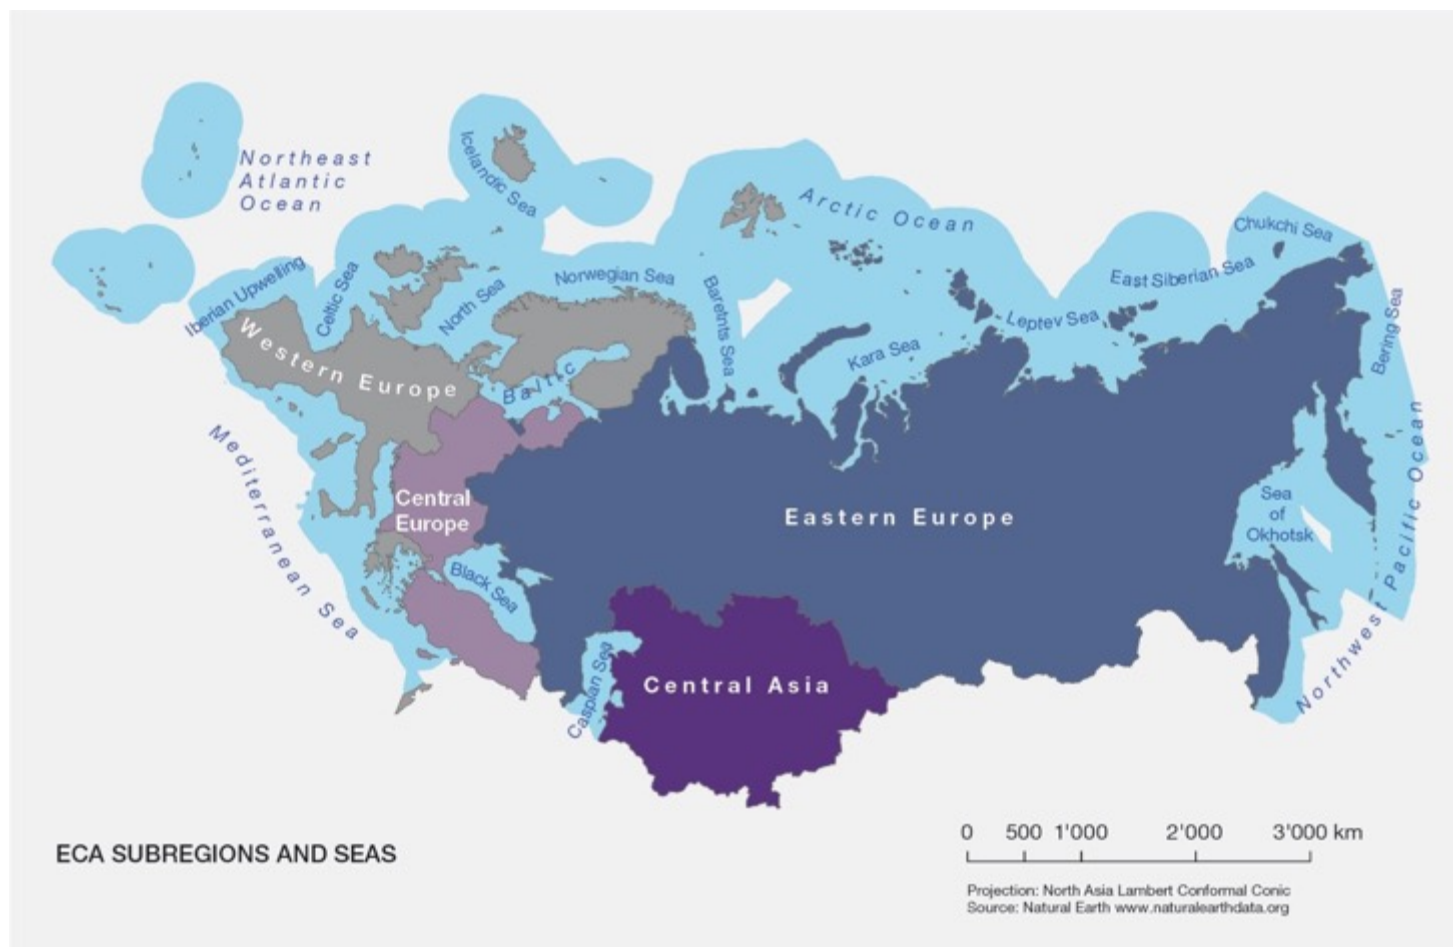 Northeast
Atlantic
Ocean
Icelandic Sea
Arctic Ocean
Chukchi Sea
East Siberian Sea
Iberian Upwelling
Celtic Sea
North Sea
Norwegian Sea
Baretnts Sea
Kara Sea
Leptev Sea
Bering Sea
Western Europe
Baltic
Mediterranean Sea
Central
Europe
Eastern Europe
Sea
of
Okhotsk
Northwest Pacific Ocean
Black Sea
Caspian Sea
Central Asia
ECA SUBREGIONS AND SEAS
0 500 1'000 2'000 3'000 km
Projection: North Asia Lambert Conformal Conic
Source: Natural Earth www.naturalearthdata.org